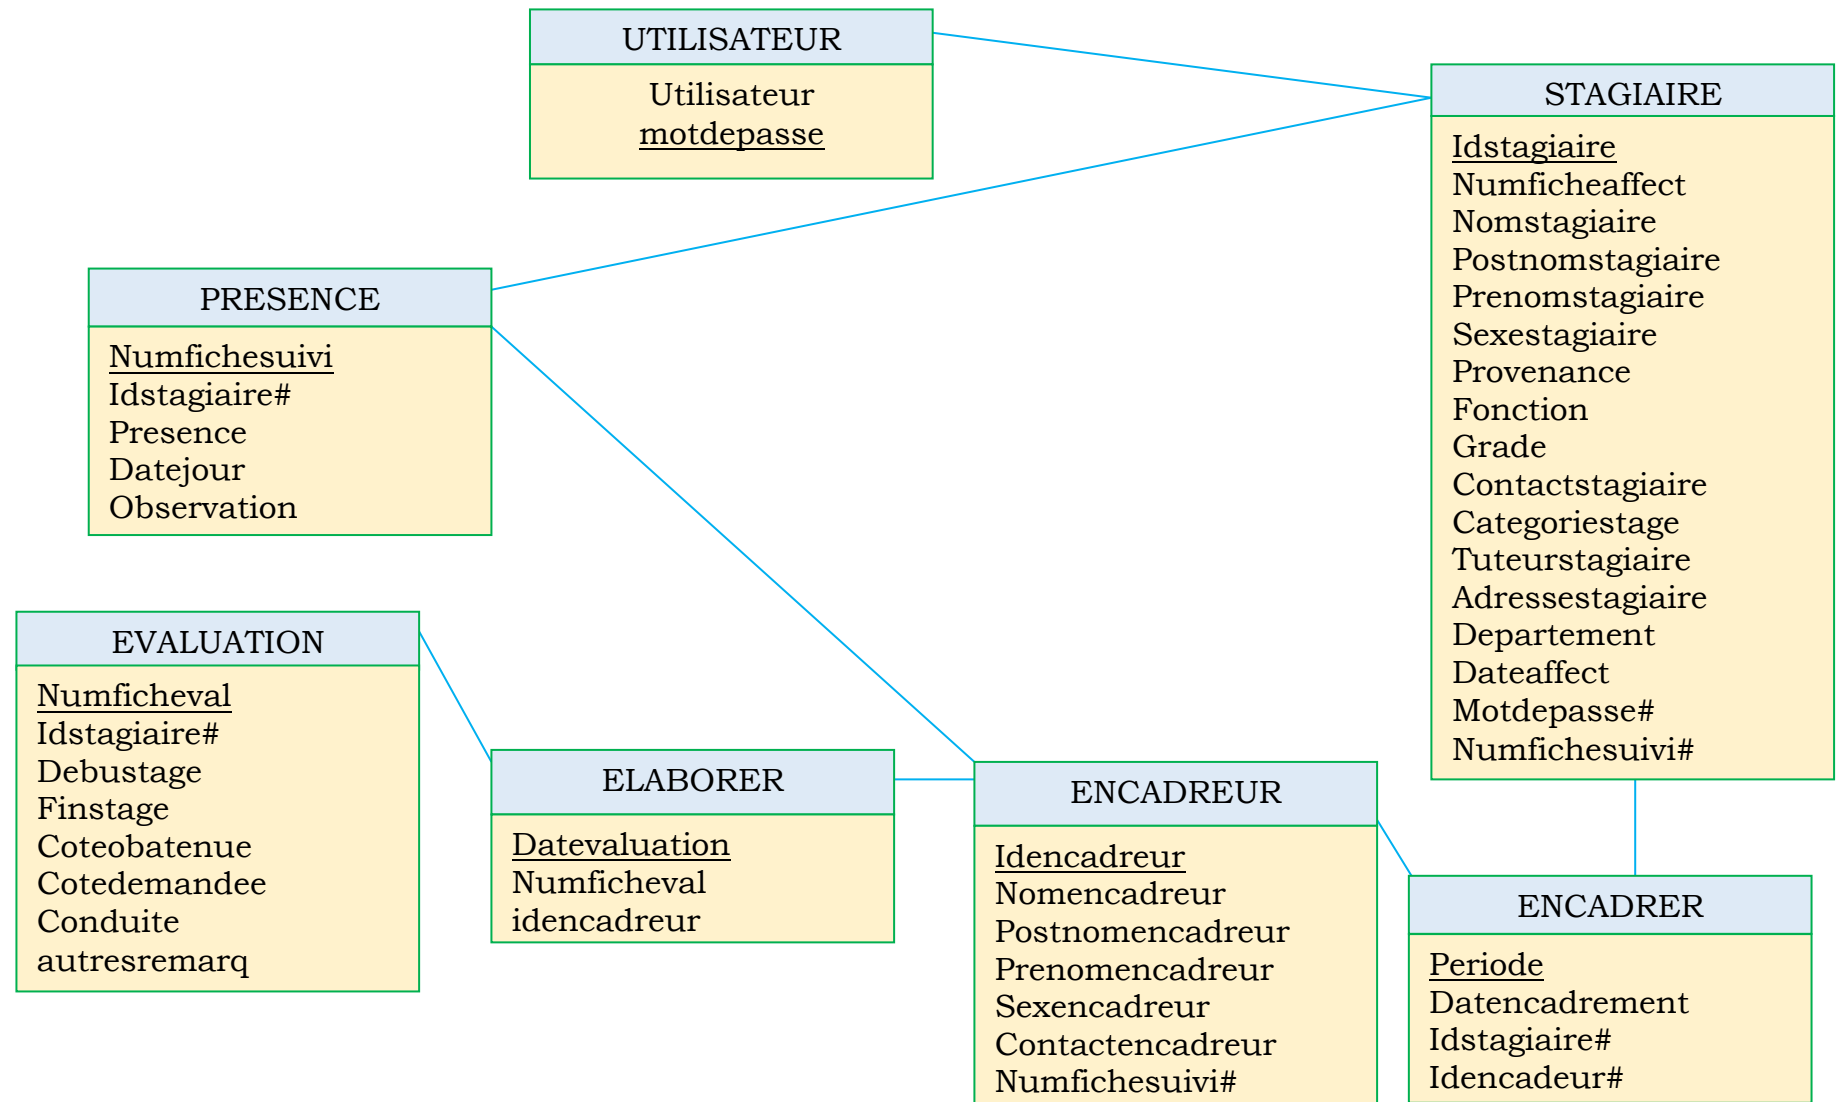 UTILISATEUR
Utilisateur
motdepasse
STAGIAIRE
Idstagiaire
Numficheaffect
Nomstagiaire
Postnomstagiaire
Prenomstagiaire
Sexestagiaire
Provenance
Fonction
Grade
Contactstagiaire
Categoriestage
Tuteurstagiaire
Adressestagiaire
Departement
Dateaffect
Motdepasse#
Numfichesuivi#
PRESENCE
Numfichesuivi
Idstagiaire#
Presence
Datejour
Observation
EVALUATION
Numficheval
Idstagiaire#
Debustage
Finstage
Coteobatenue
Cotedemandee
Conduite
autresremarq
ELABORER
Datevaluation
Numficheval
idencadreur
ENCADREUR
Idencadreur
Nomencadreur
Postnomencadreur
Prenomencadreur
Sexencadreur
Contactencadreur
Numfichesuivi#
ENCADRER
Periode
Datencadrement
Idstagiaire#
Idencadeur#